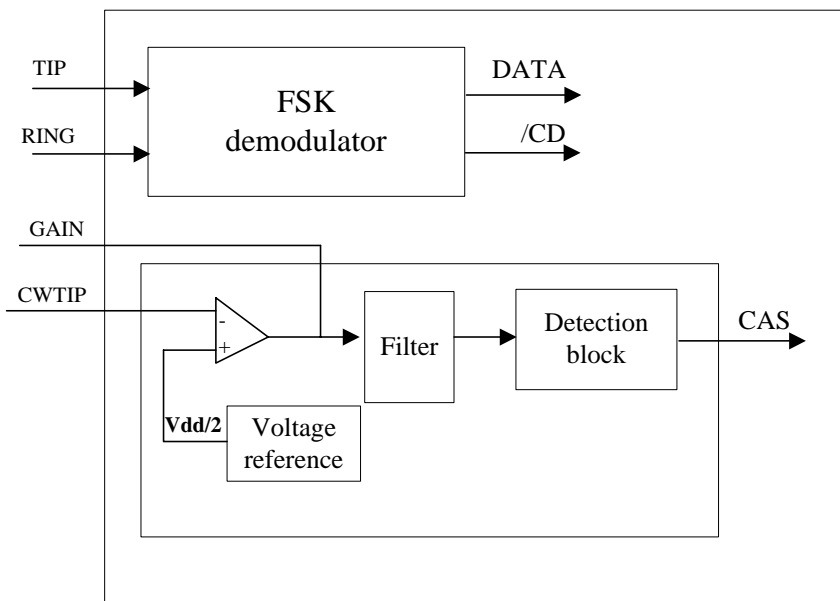 TIP
RING
FSK
demodulator
DATA
/CD
GAIN
CWTIP
-
+
Filter
Detection
block
CAS
Vdd/2
Voltage
reference